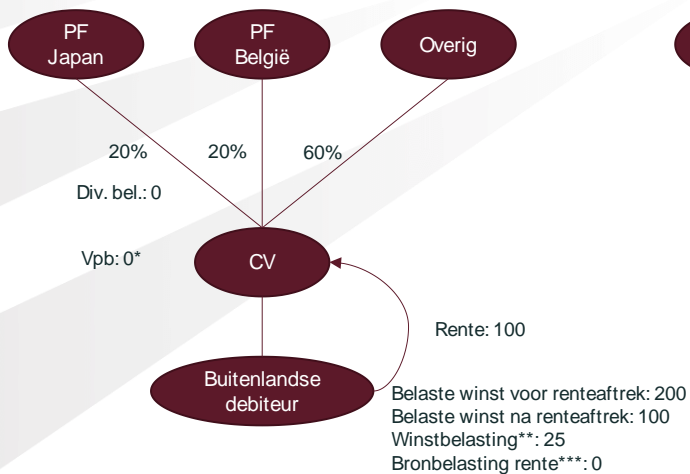 PF
Japan
PF
België
Overig
20%
20%
60%
Div. bel.: 0
Vpb: 0*
CV
Rente: 100
Buitenlandse
debiteur
Belaste winst voor renteaftrek: 200
Belaste winst na renteaftrek: 100
Winstbelasting**: 25
Bronbelasting rente***: 0